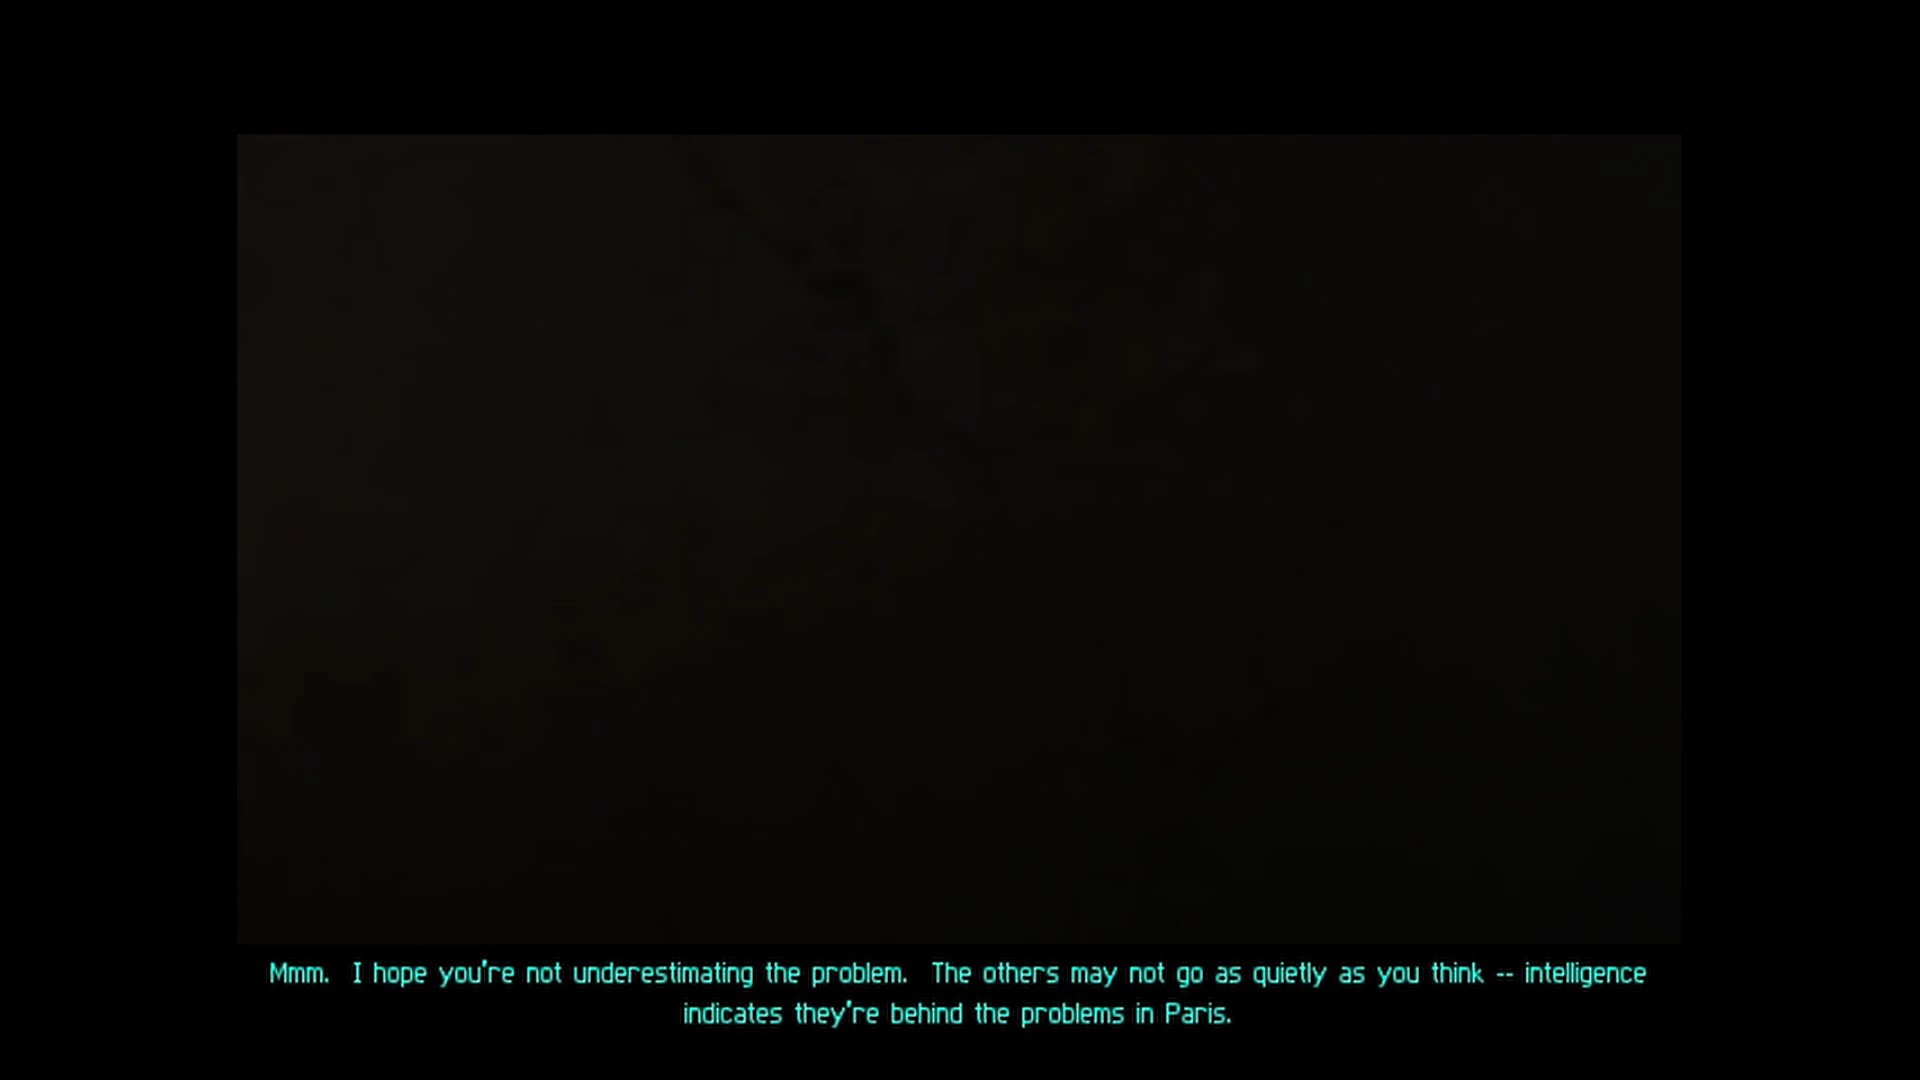 Mmm.  I hope you're not underestimating the problem.  The others may not go as quietly as you think -- intelligence
indicates they're behind the problems in Paris.